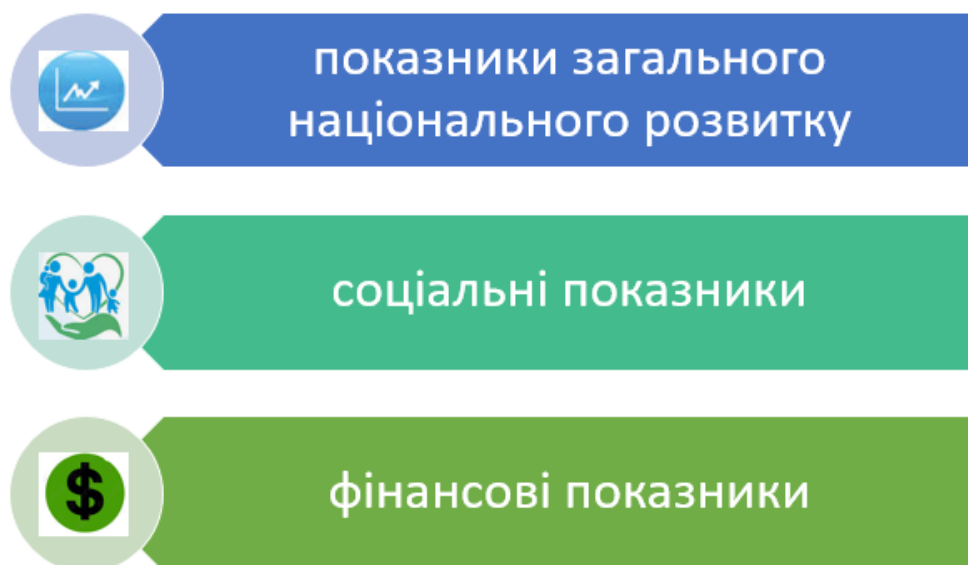 показники загального
національного розвитку
соціальні показники
фінансові показники
$